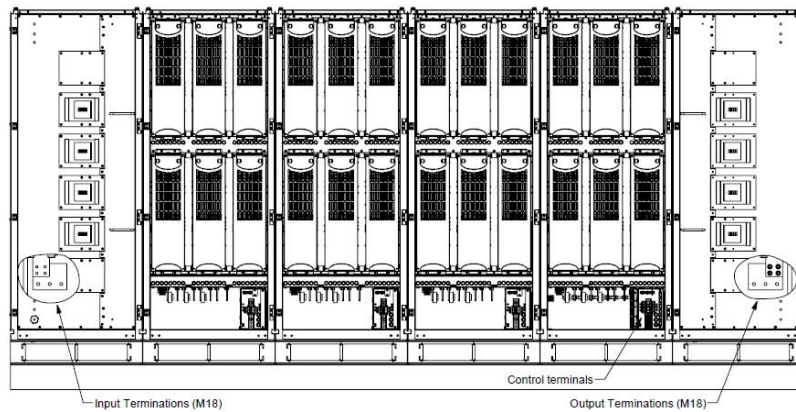 Control terminals
Input Terminations (M18)
Output Terminations (M18)